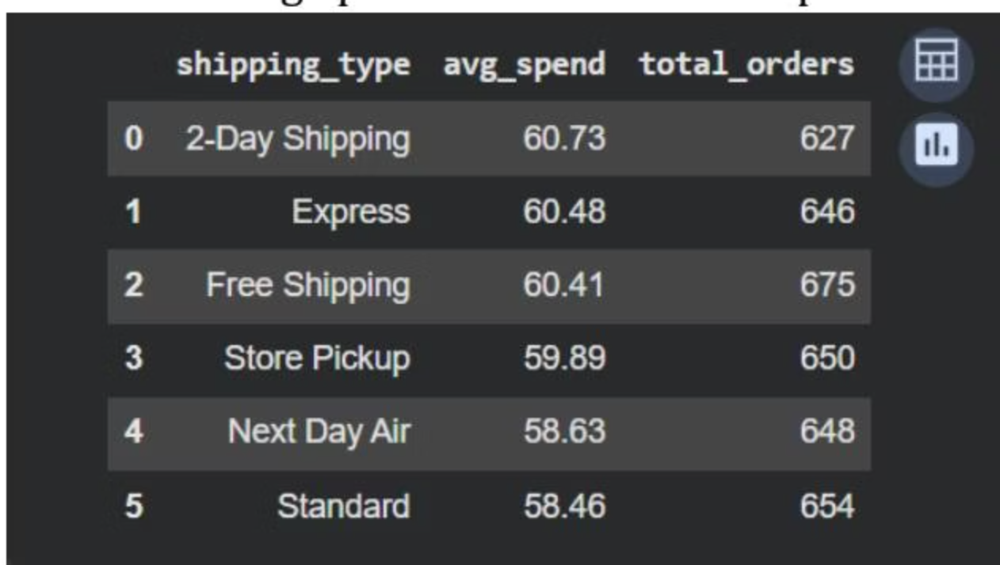 shipping_type avg_spend total_orders
0 2-Day Shipping 60.73 627
1 Express 60.48 646
2 Free Shipping 60.41 675
3 Store Pickup 59.89 650
4 Next Day Air 58.63 648
5 Standard 58.46 654